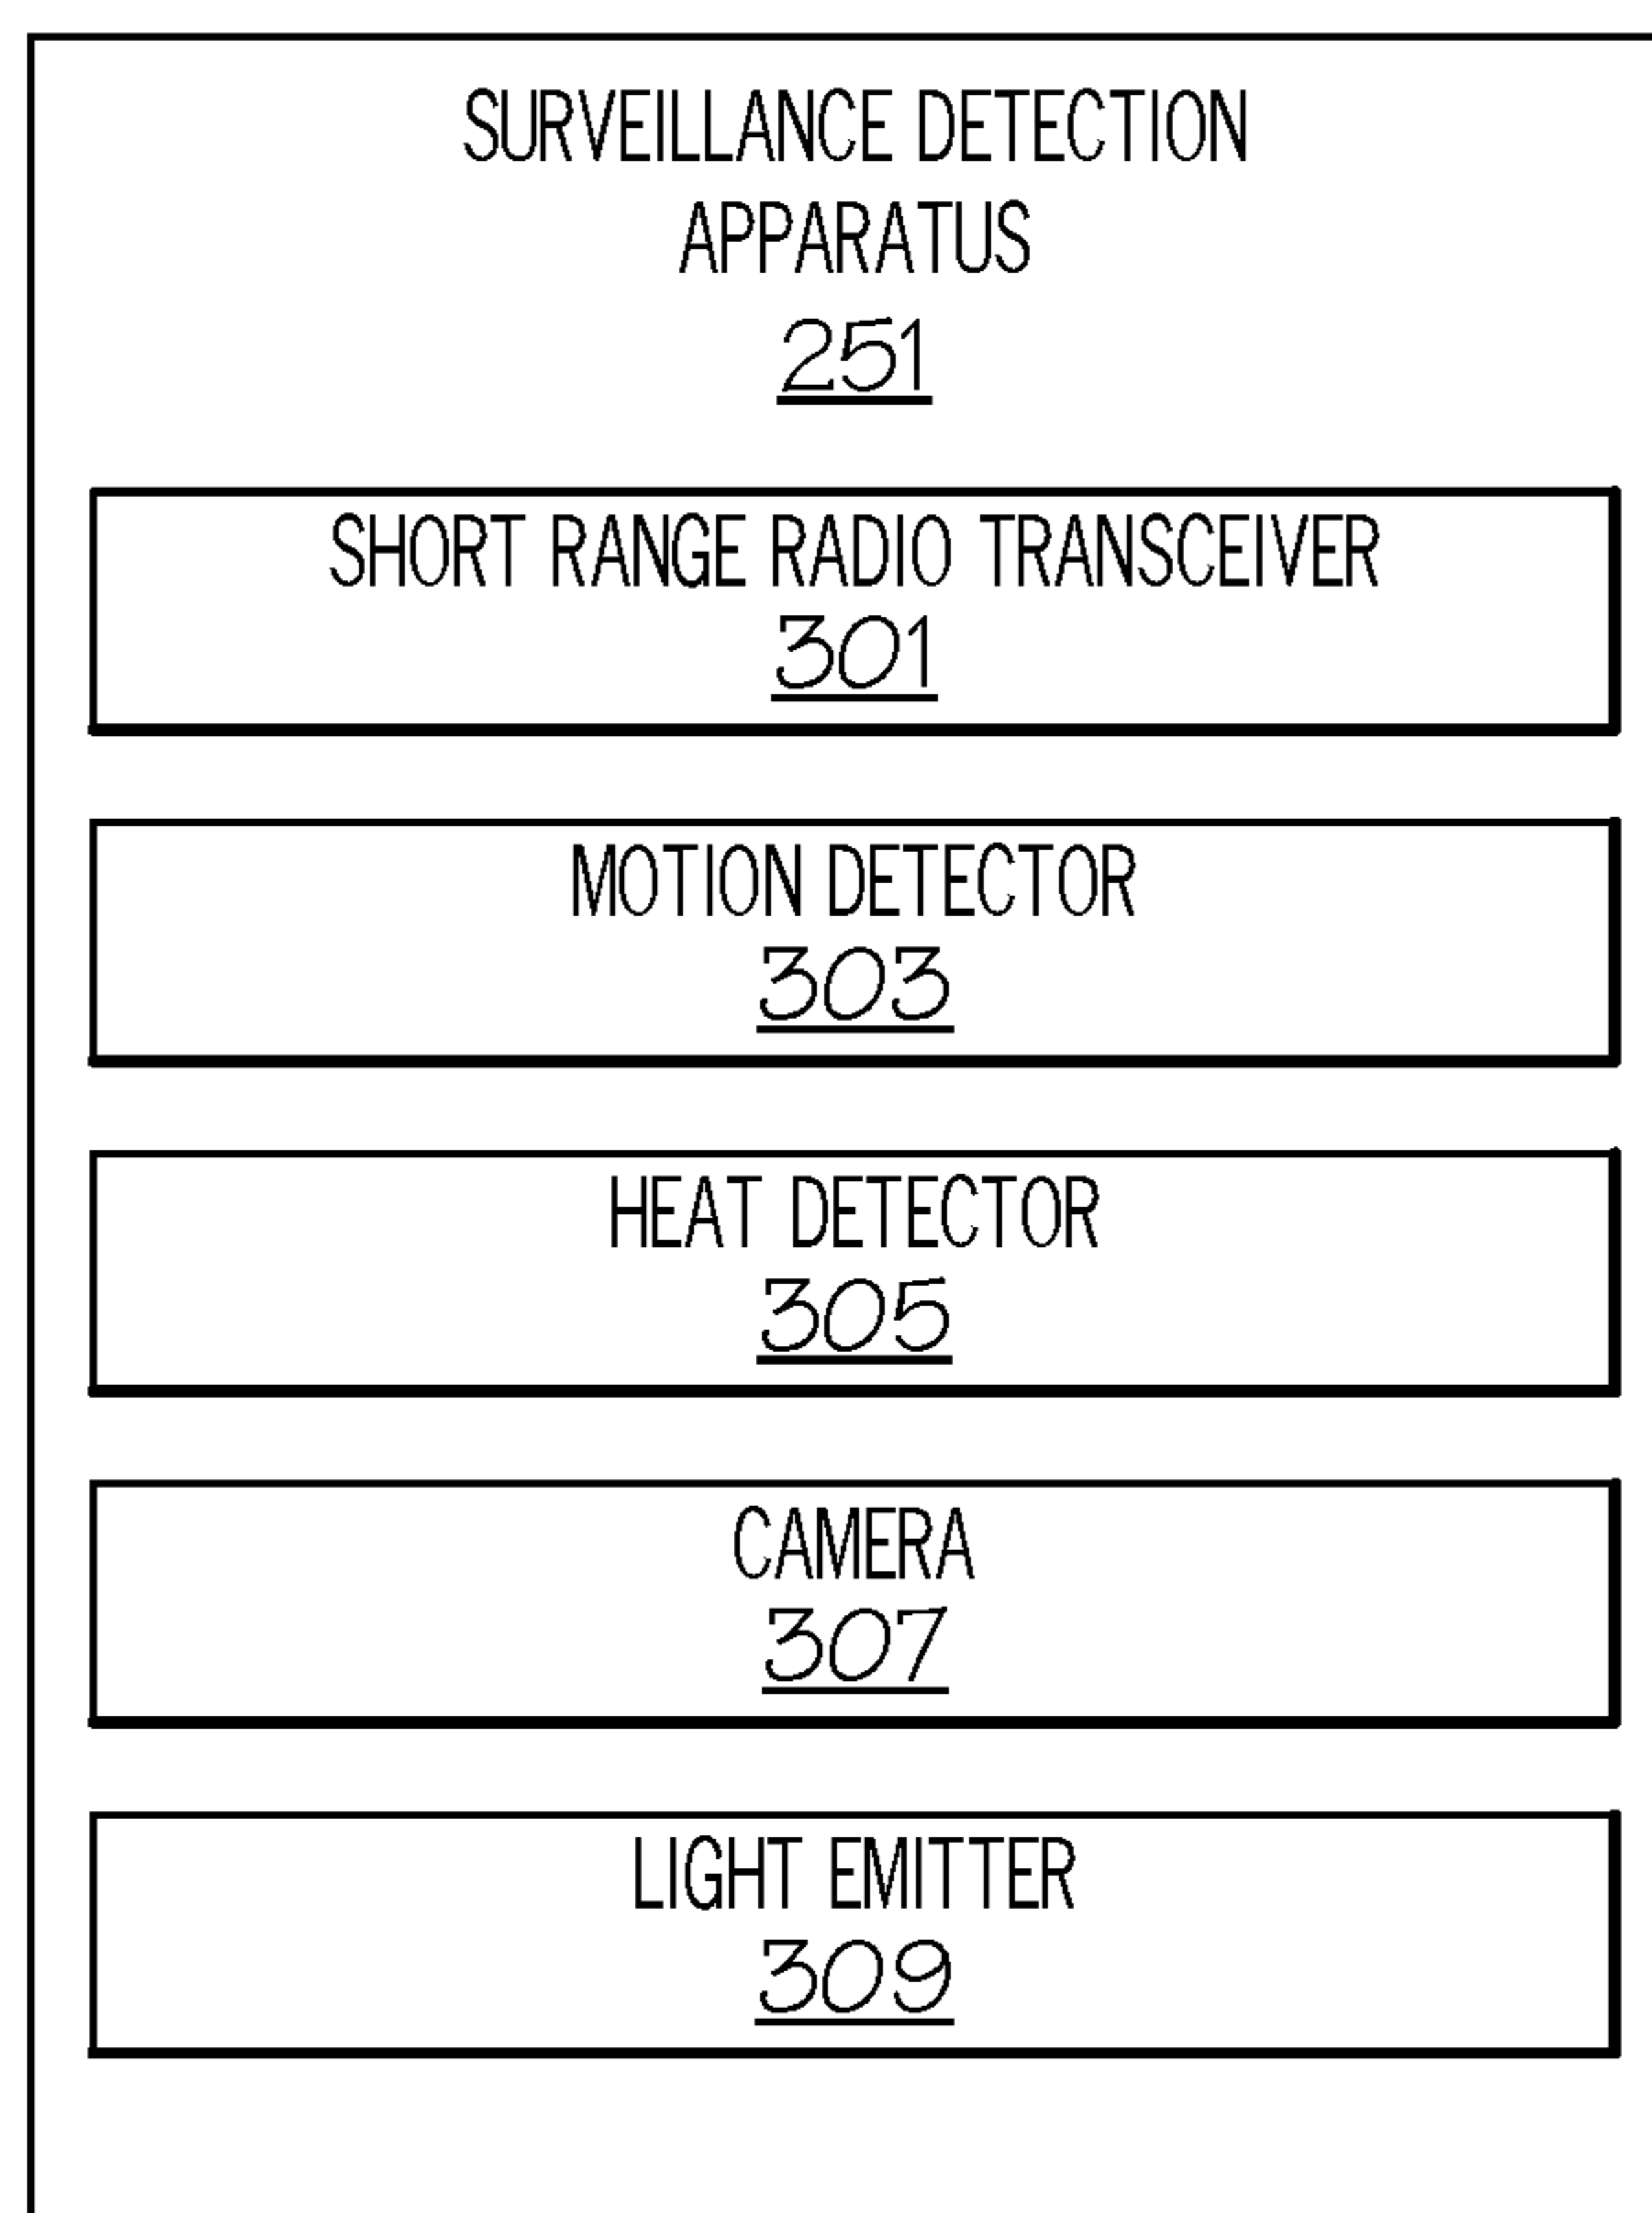 SURVEILLANCE DETECTION
APPARATUS
251
SHORT RANGE RADIO TRANSCEIVER
301
MOTION DETECTOR
303
HEAT DETECTOR
305
CAMERA
307
LIGHT EMITTER
309